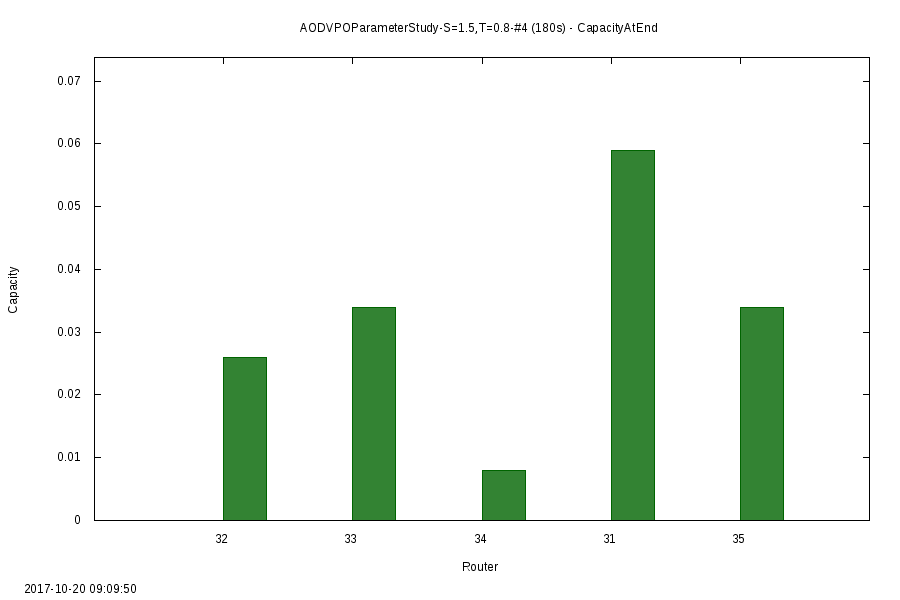 AODVPOParameterStudy-S=1.5,T=0.8-#4 (180s) - CapacityAtEnd
0.07
0.06
0.05
0.04
0.03
0.02
0.01
0
Capacity
32 33 34 31 35
Router
2017-10-20 09:09:50